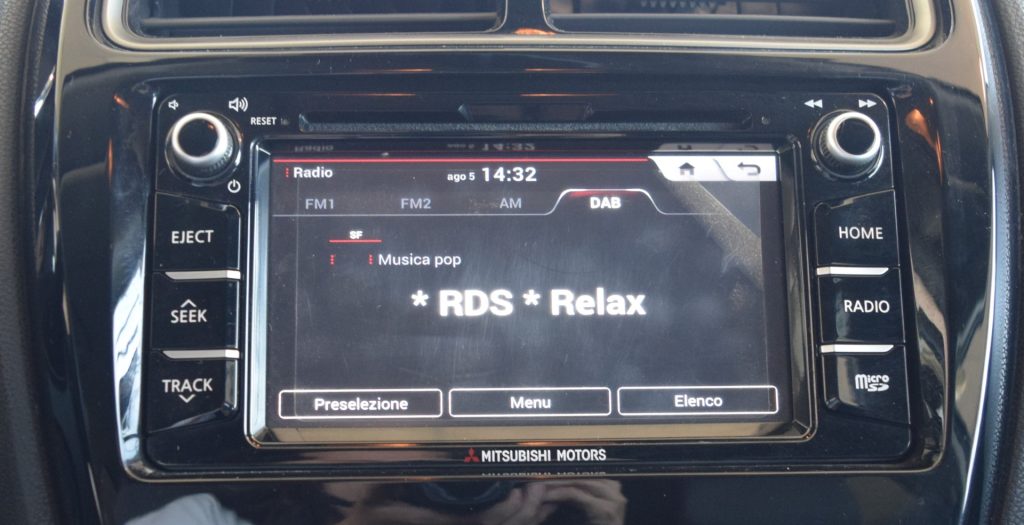 RESET
Radio
ago 5 14:32
FM1 FM2 AM DAB
SF
Musica pop
* RDS * Relax
Preselezione Menu Elenco
EJECT
SEEK
TRACK
HOME
RADIO
micro SD
MITSUBISHI MOTORS